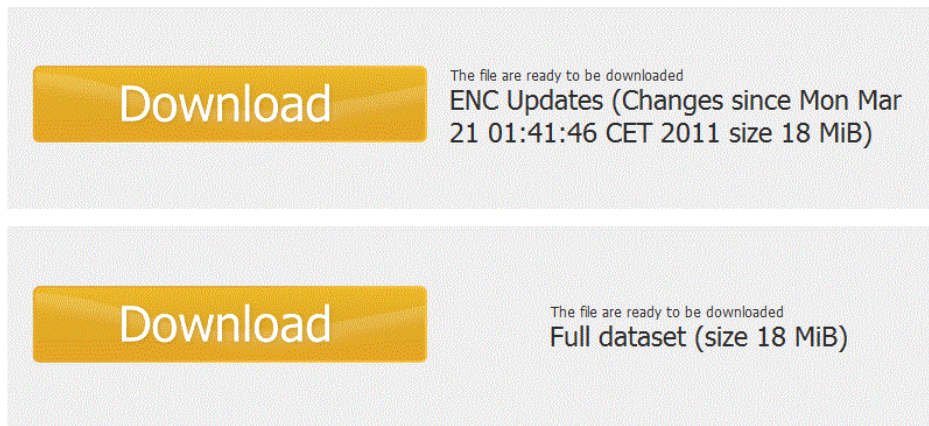 Download
The file are ready to be downloaded
ENC Updates (Changes since Mon Mar
21 01:41:46 CET 2011 size 18 MiB)
Download
The file are ready to be downloaded
Full dataset (size 18 MiB)